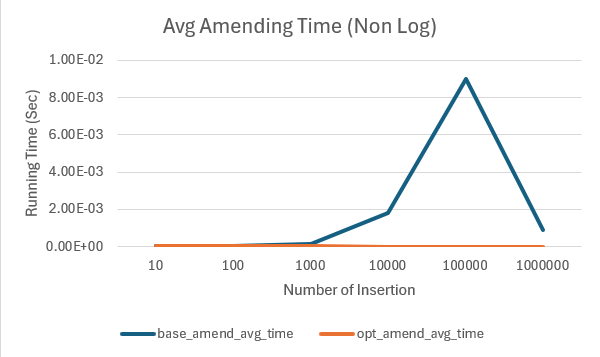 Avg Amending Time (Non Log)
1.00E-02
8.00E-03
6.00E-03
4.00E-03
2.00E-03
0.00E+00
Running Time (Sec)
10 100 1000 10000 100000 1000000
Number of Insertion
base_amend_avg_time opt_amend_avg_time